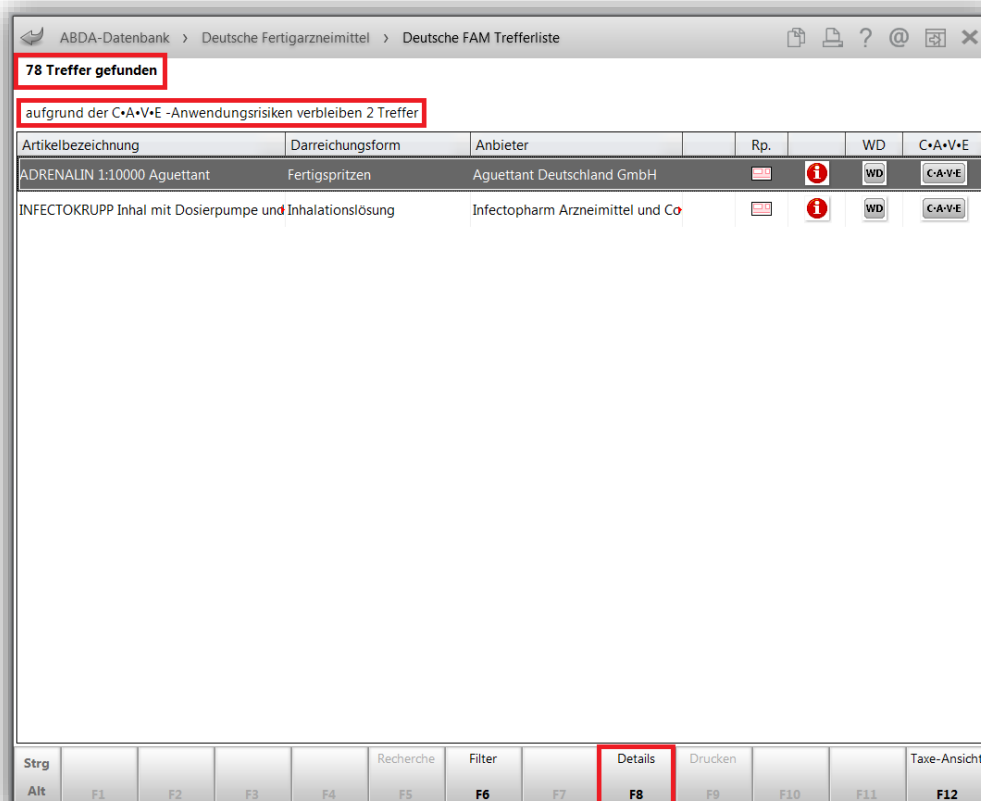 ABDA-Datenbank > Deutsche Fertigarzneimittel > Deutsche FAM Trefferliste ? @
78 Treffer gefunden
aufgrund der C•A•V•E -Anwendungsrisiken verbleiben 2 Treffer
Artikelbezeichnung Darreichungsform Anbieter Rp. WD C•A•V•E
ADRENALIN 1:10000 Aguettant Fertigspritzen Aguettant Deutschland GmbH i WD C•A•V•E
INFECTOKRUPP Inhal mit Dosierpumpe und Inhalationslösung Infectopharm Arzneimittel und Co i WD C•A•V•E
Strg Recherche Filter Details Drucken Taxe-Ansicht
Alt F1 F2 F3 F4 F5 F6 F7 F8 F9 F10 F11 F12